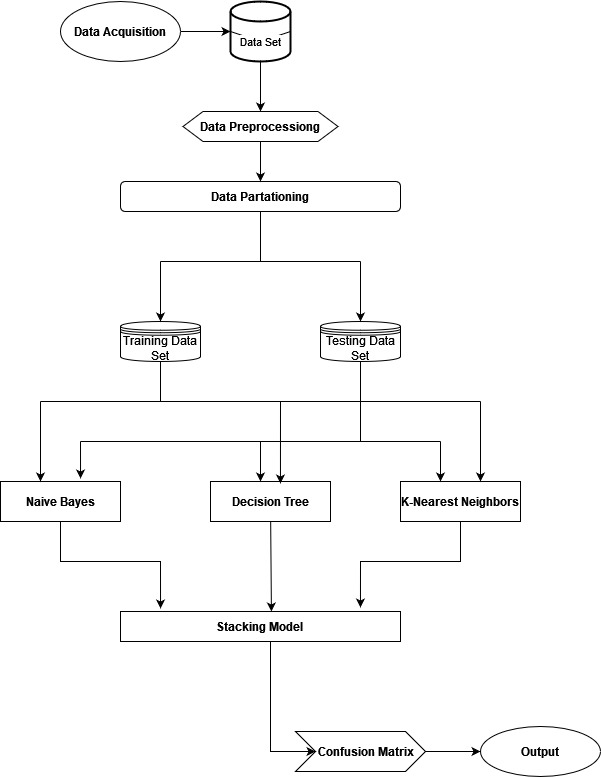 Data Acquisition
Data Set
Data Preprocessiong
Data Partationing
Training Data
Set
Testing Data
Set
Naive Bayes
Decision Tree
K-Nearest Neighbors
Stacking Model
Confusion Matrix
Output